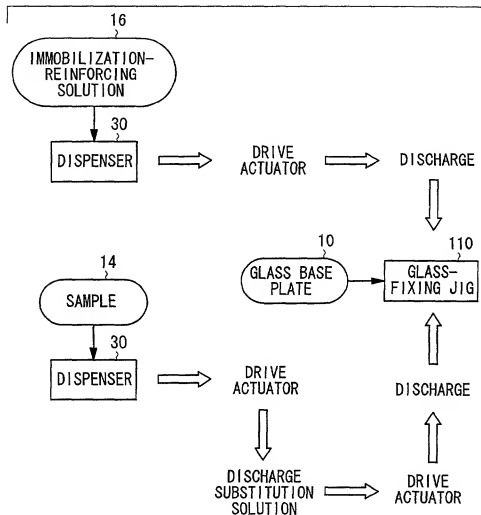 16
IMMOBILIZATION-
REINFORCING
SOLUTION
30
DISPENSER
DRIVE
ACTUATOR
DISCHARGE
10
GLASS BASE
PLATE
110
GLASS-
FIXING JIG
14
SAMPLE
30
DISPENSER
DRIVE
ACTUATOR
DISCHARGE
DISCHARGE
SUBSTITUTION
SOLUTION
DRIVE
ACTUATOR